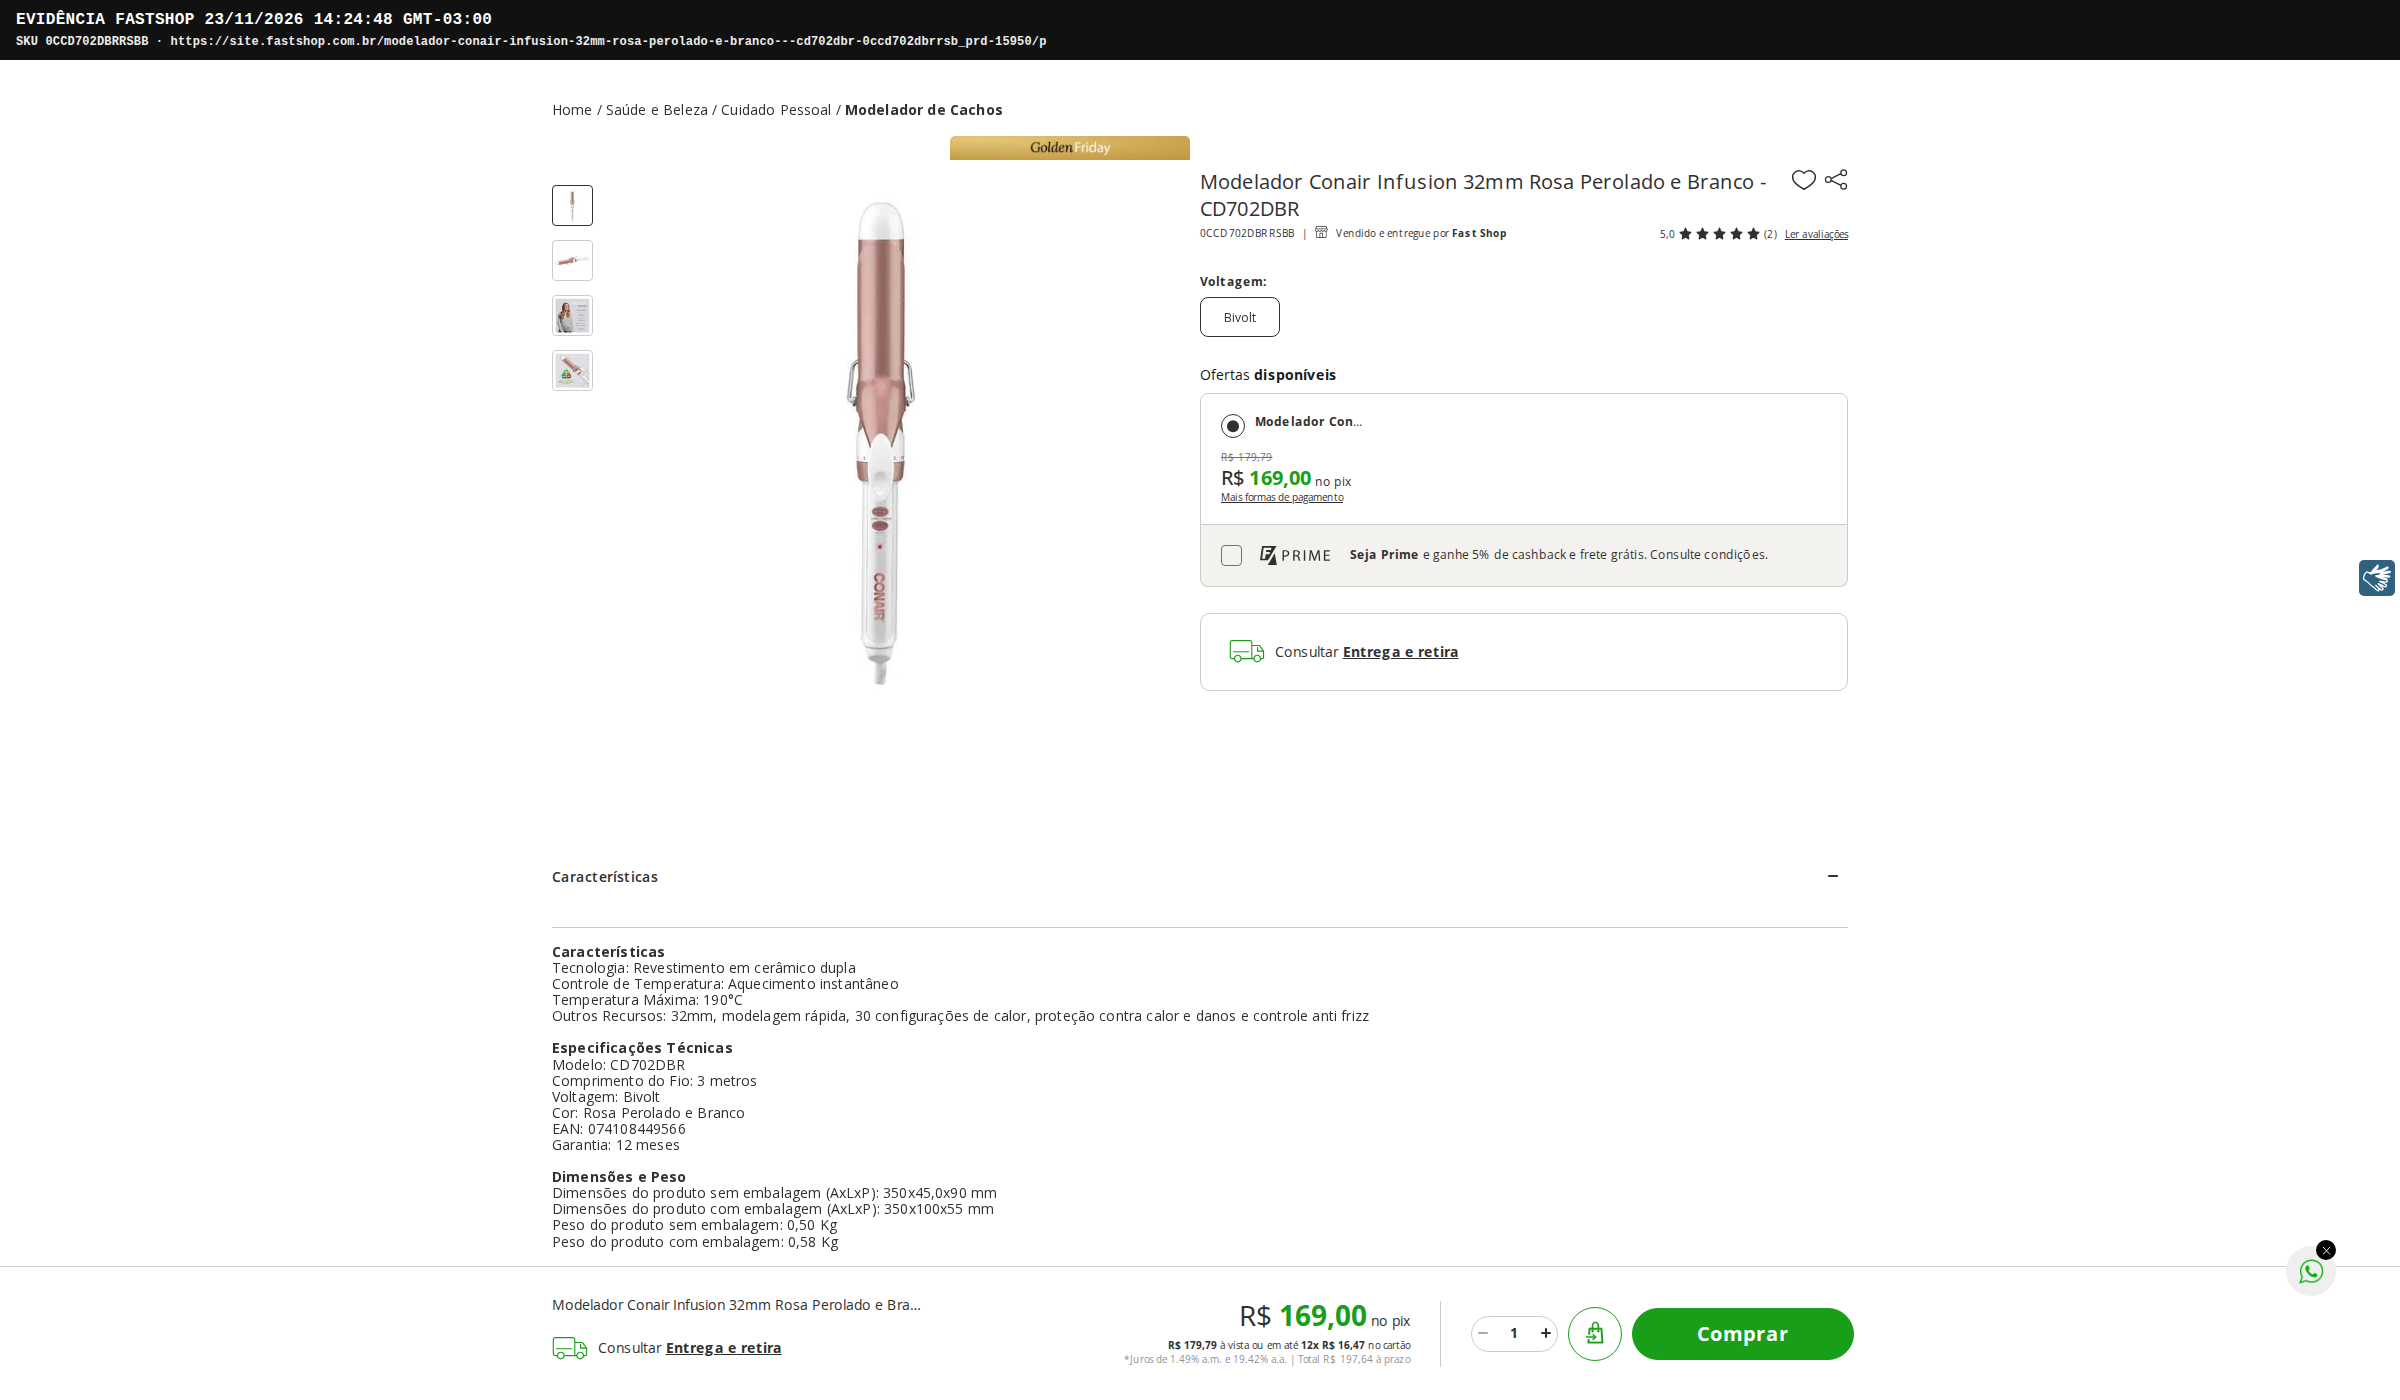 EVIDÊNCIA FASTSHOP 23/11/2026 14:24:48 GMT-03:00
SKU 0CCD702DBRRSBB · https://site.fastshop.com.br/modelador-conair-infusion-32mm-rosa-perolado-e-branco---cd702dbr-0ccd702dbrrsb_prd-15950/p
Home / Saúde e Beleza / Cuidado Pessoal / Modelador de Cachos
Golden Friday
Modelador Conair Infusion 32mm Rosa Perolado e Branco -
CD702DBR
0CCD702DBRRSBB | Vendido e entregue por Fast Shop
5,0 (2) Ler avaliações
Voltagem:
Bivolt
Ofertas disponíveis
Modelador Con...
R$ 179,79
R$ 169,00 no pix
Mais formas de pagamento
PRIME Seja Prime e ganhe 5% de cashback e frete grátis. Consulte condições.
Consultar Entrega e retira
CONAIR
Características
Características
Tecnologia: Revestimento em cerâmico dupla
Controle de Temperatura: Aquecimento instantâneo
Temperatura Máxima: 190°C
Outros Recursos: 32mm, modelagem rápida, 30 configurações de calor, proteção contra calor e danos e controle anti frizz
Especificações Técnicas
Modelo: CD702DBR
Comprimento do Fio: 3 metros
Voltagem: Bivolt
Cor: Rosa Perolado e Branco
EAN: 074108449566
Garantia: 12 meses
Dimensões e Peso
Dimensões do produto sem embalagem (AxLxP): 350x45,0x90 mm
Dimensões do produto com embalagem (AxLxP): 350x100x55 mm
Peso do produto sem embalagem: 0,50 Kg
Peso do produto com embalagem: 0,58 Kg
Modelador Conair Infusion 32mm Rosa Perolado e Bra...
Consultar Entrega e retira
R$ 169,00 no pix
R$ 179,79 à vista ou em até 12x R$ 16,47 no cartão
*Juros de 1.49% a.m. e 19.42% a.a. | Total R$ 197,64 à prazo
1
Comprar